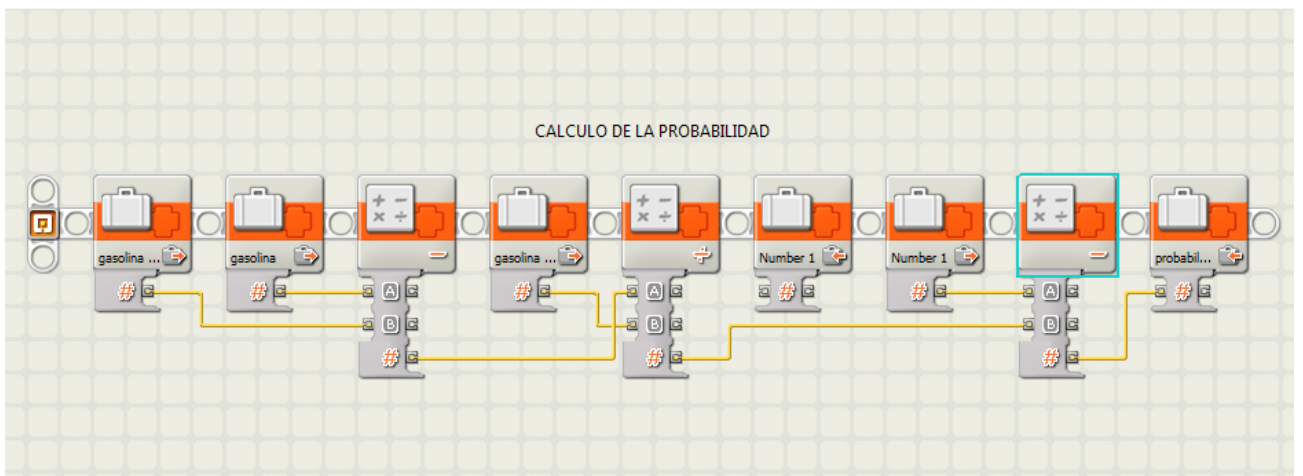 CALCULO DE LA PROBABILIDAD
gasolina ... gasolina - gasolina ... ÷ Number 1 Number 1 - probabil...
# # A # A # # A #
B B B
# # #